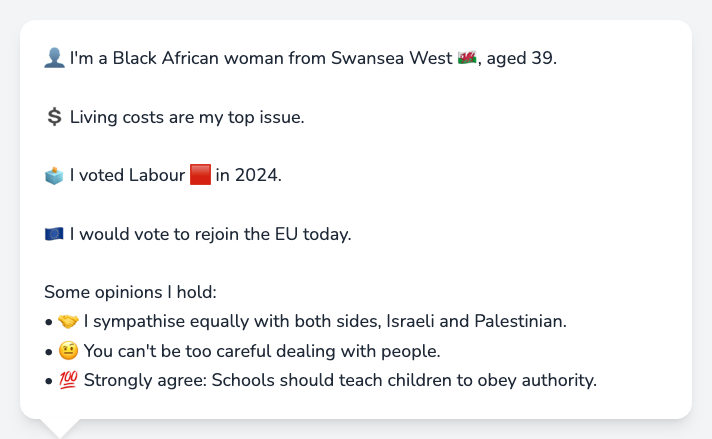 👤 I'm a Black African woman from Swansea West 🏴󠁧󠁢󠁷󠁬󠁳󠁿, aged 39.
💲 Living costs are my top issue.
🗳️ I voted Labour 🟥 in 2024.
🇪🇺 I would vote to rejoin the EU today.
Some opinions I hold:
• 🤝 I sympathise equally with both sides, Israeli and Palestinian.
• 🤨 You can't be too careful dealing with people.
• 💯 Strongly agree: Schools should teach children to obey authority.